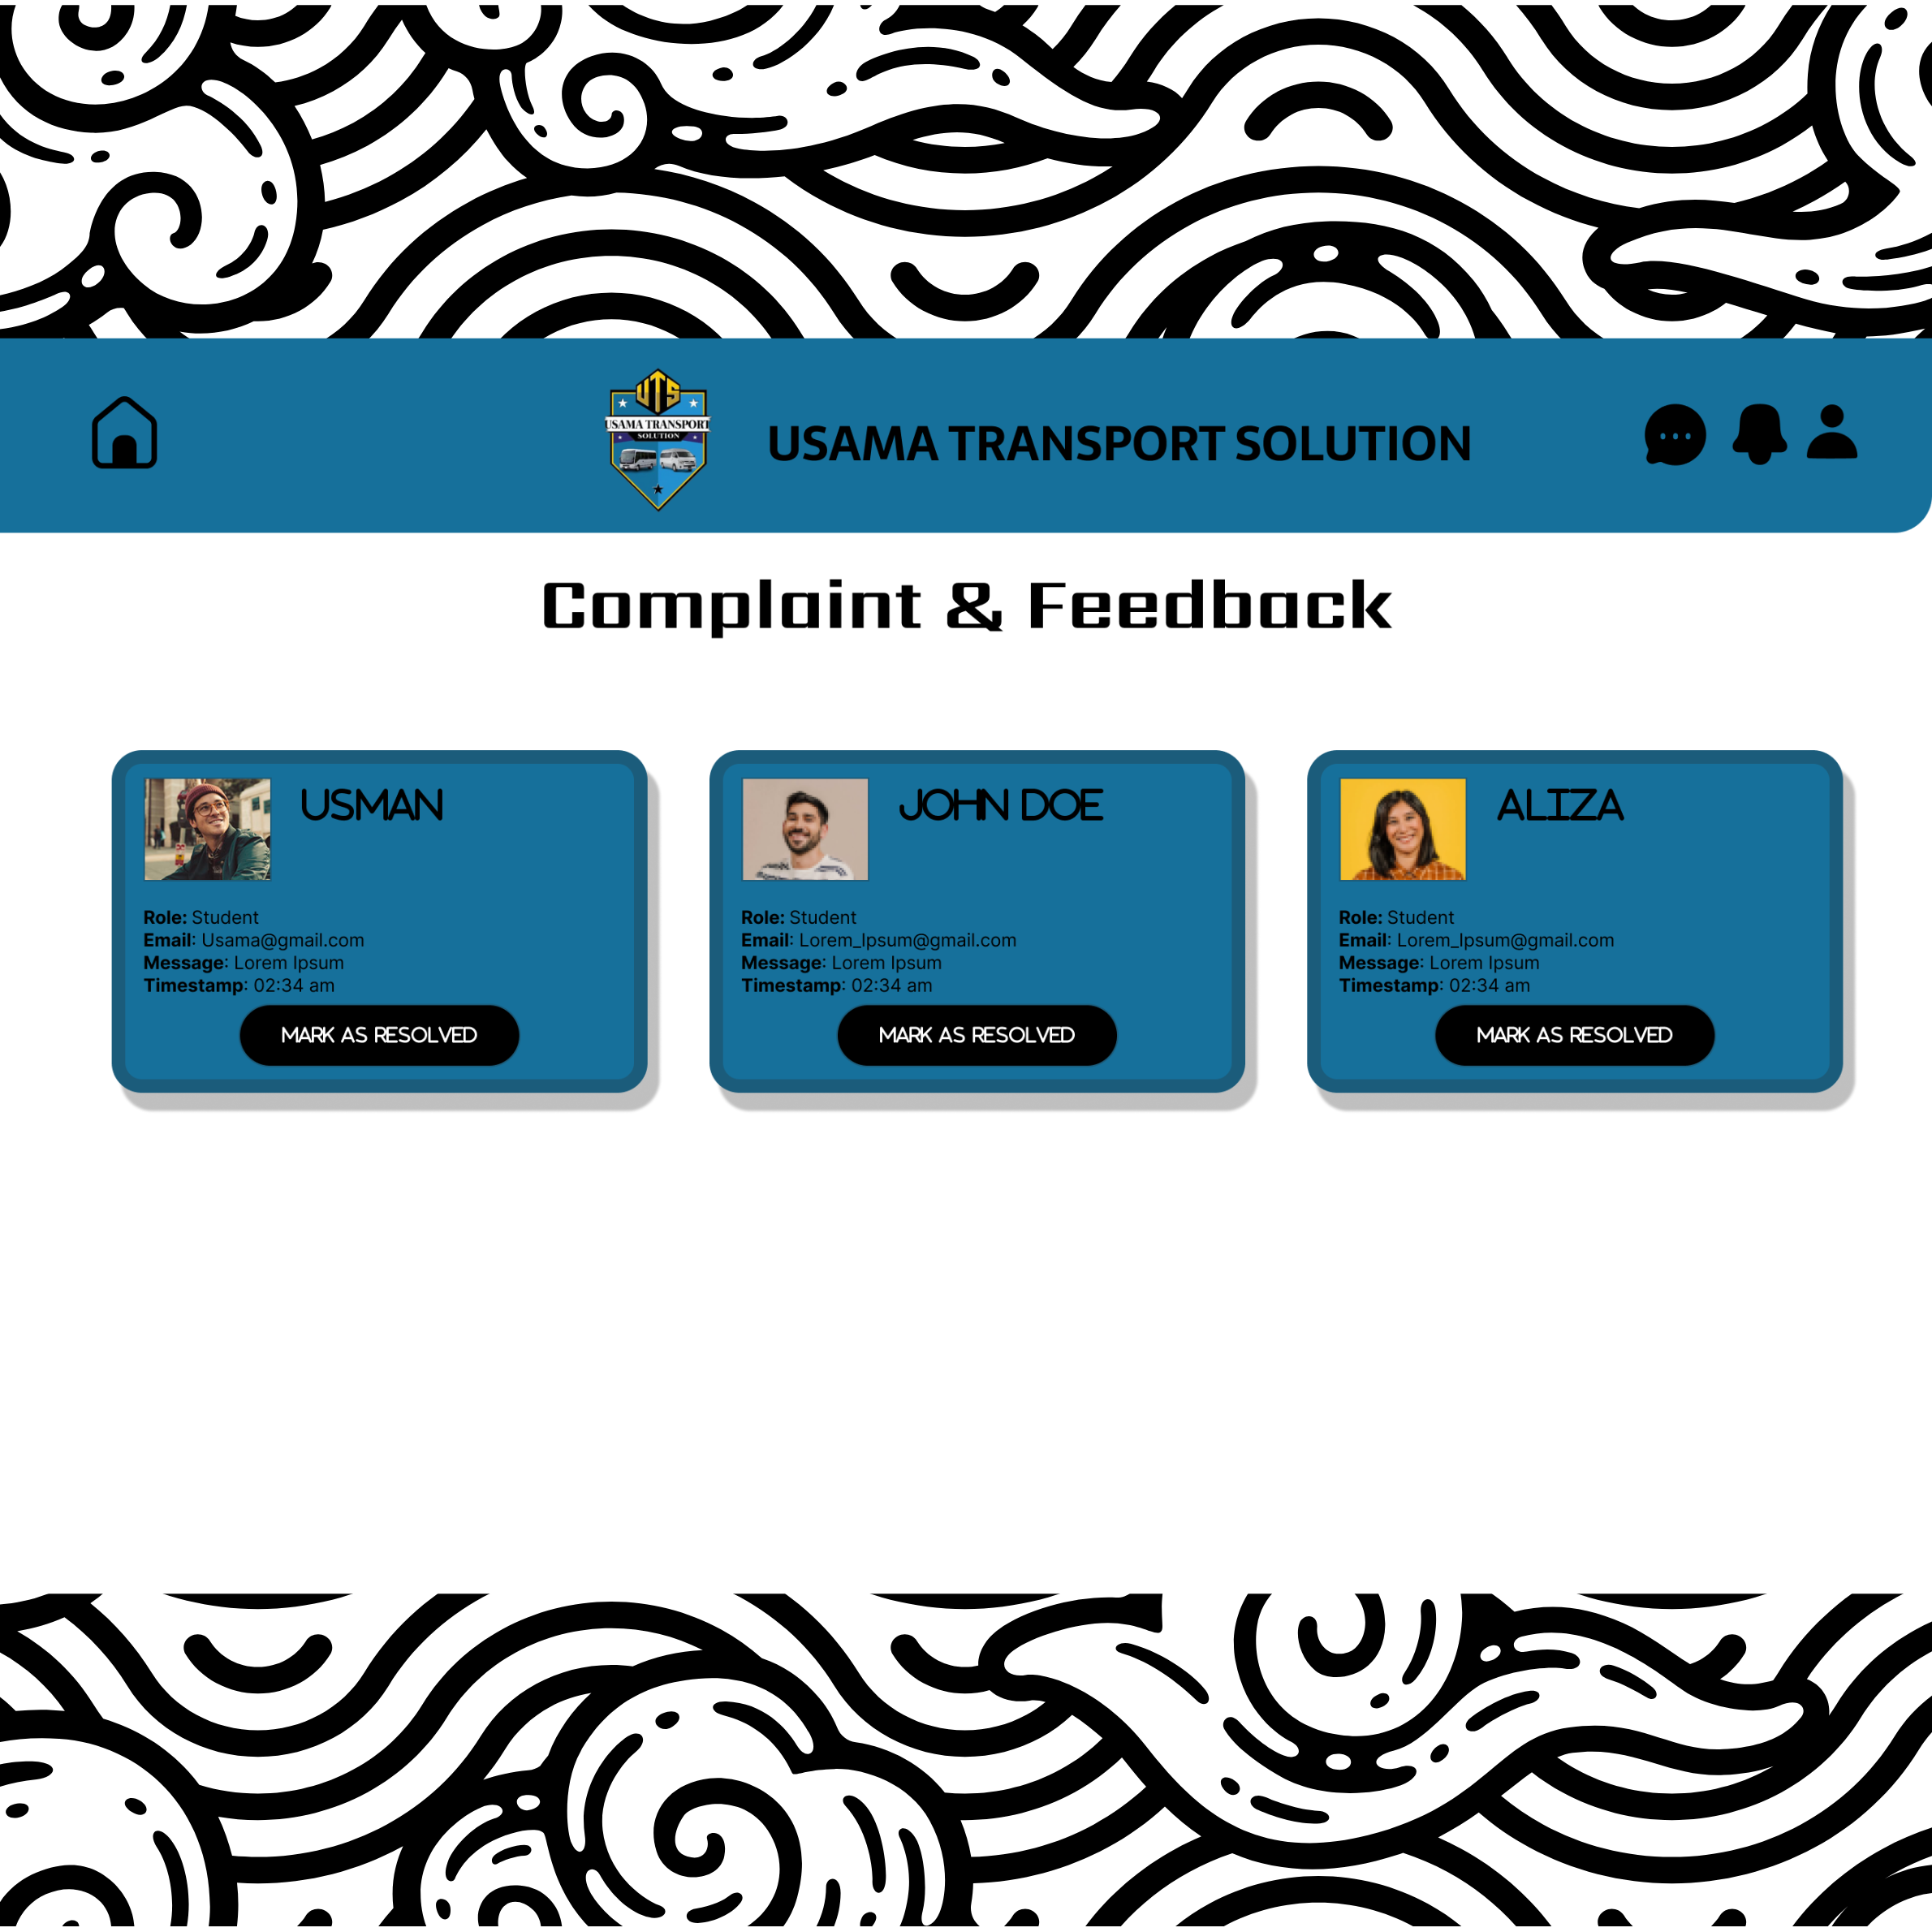 UTS
USAMA TRANSPORT
SOLUTION
USAMA TRANSPORT SOLUTION
Complaint & Feedback
USMAN
Role: Student
Email: Usama@gmail.com
Message: Lorem Ipsum
Timestamp: 02:34 am
MARK AS RESOLVED
JOHN DOE
Role: Student
Email: Lorem_Ipsum@gmail.com
Message: Lorem Ipsum
Timestamp: 02:34 am
MARK AS RESOLVED
ALIZA
Role: Student
Email: Lorem_Ipsum@gmail.com
Message: Lorem Ipsum
Timestamp: 02:34 am
MARK AS RESOLVED